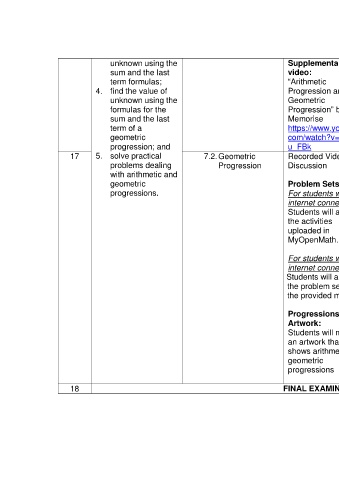 unknown using the
sum and the last
term formulas;
4. find the value of
unknown using the
formulas for the
sum and the last
term of a
geometric
progression; and
5. solve practical
problems dealing
with arithmetic and
geometric
progressions.
Supplementa
video:
"Arithmetic
Progression a
Geometric
Progression" b
Memorise
https://www.yo
com/watch?v=
u_FBk
17
7.2. Geometric
Progression
Recorded Vide
Discussion
Problem Sets
For students w
internet conne
Students will a
the activities
uploaded in
MyOpenMath.
For students w
internet conne
Students will a
the problem se
the provided m
Progressions
Artwork:
Students will m
an artwork tha
shows arithme
geometric
progressions
18
FINAL EXAMIN